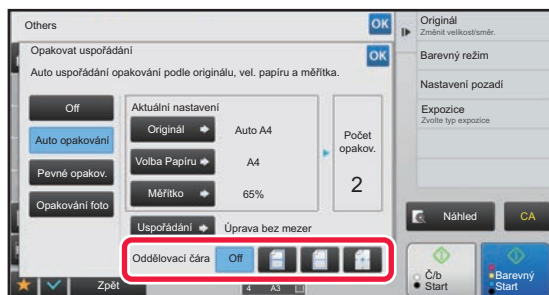 Others
OK
Opakovat uspořádání
OK
Auto uspořádání opakování podle originálu, vel. papíru a měřítka.
Off
Auto opakování
Pevné opakov.
Opakování foto
Aktuální nastavení
Originál
Auto A4
Volba Papíru
A4
Měřítko
65%
Počet
opakov.
2
Uspořádání
Úprava bez mezer
Oddělovací čára
Off
Zpět
4 A3
Originál
Změnit velikost/směr.
Barevný režim
Nastavení pozadí
Expozice
Zvolte typ expozice
Náhled
CA
Č/b
Start
Barevný
Start